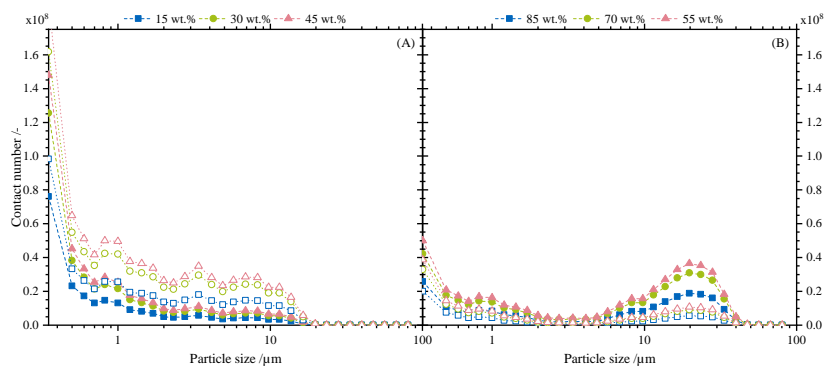 15 wt.% 30 wt.% 45 wt.% 85 wt.% 70 wt.% 55 wt.%
x10⁸ x10⁸
(A) (B)
1.6 1.6
1.4 1.4
1.2 1.2
1.0 1.0
0.8 0.8
0.6 0.6
0.4 0.4
0.2 0.2
0.0 0.0
Contact number /-
1 10 100 1 10 100
Particle size /µm Particle size /µm